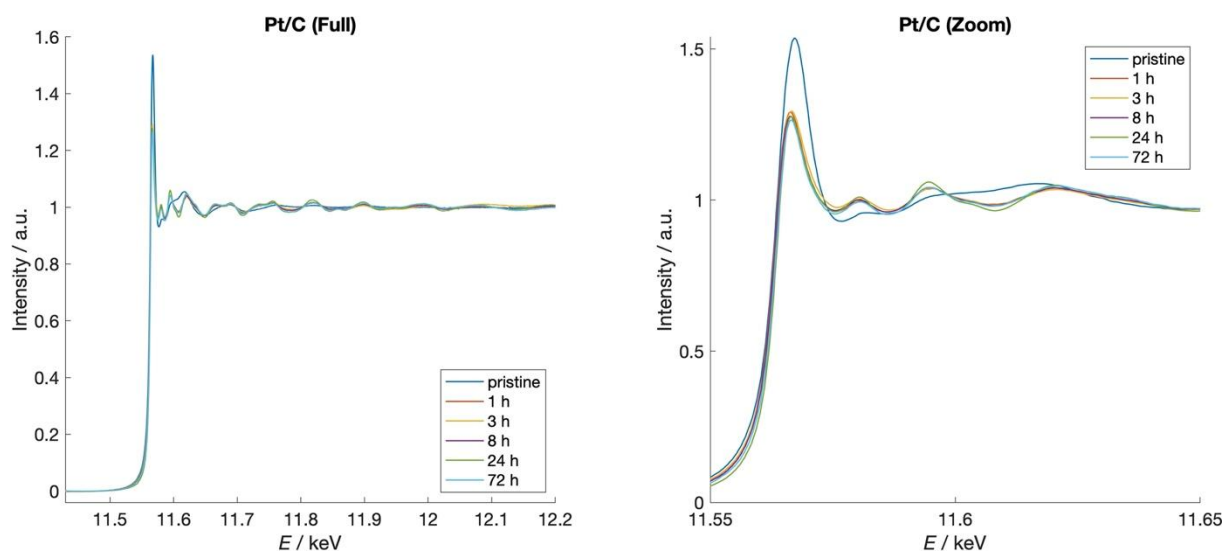 Pt/C (Full)
1.6
1.4
1.2
1
0.8
0.6
0.4
0.2
0
Intensity / a.u.
11.5
11.6
11.7
11.8
11.9
12
12.1
12.2
E / keV
pristine
1 h
3 h
8 h
24 h
72 h
Pt/C (Zoom)
1.5
1
0.5
0
Intensity / a.u.
11.55
11.6
11.65
E / keV
pristine
1 h
3 h
8 h
24 h
72 h